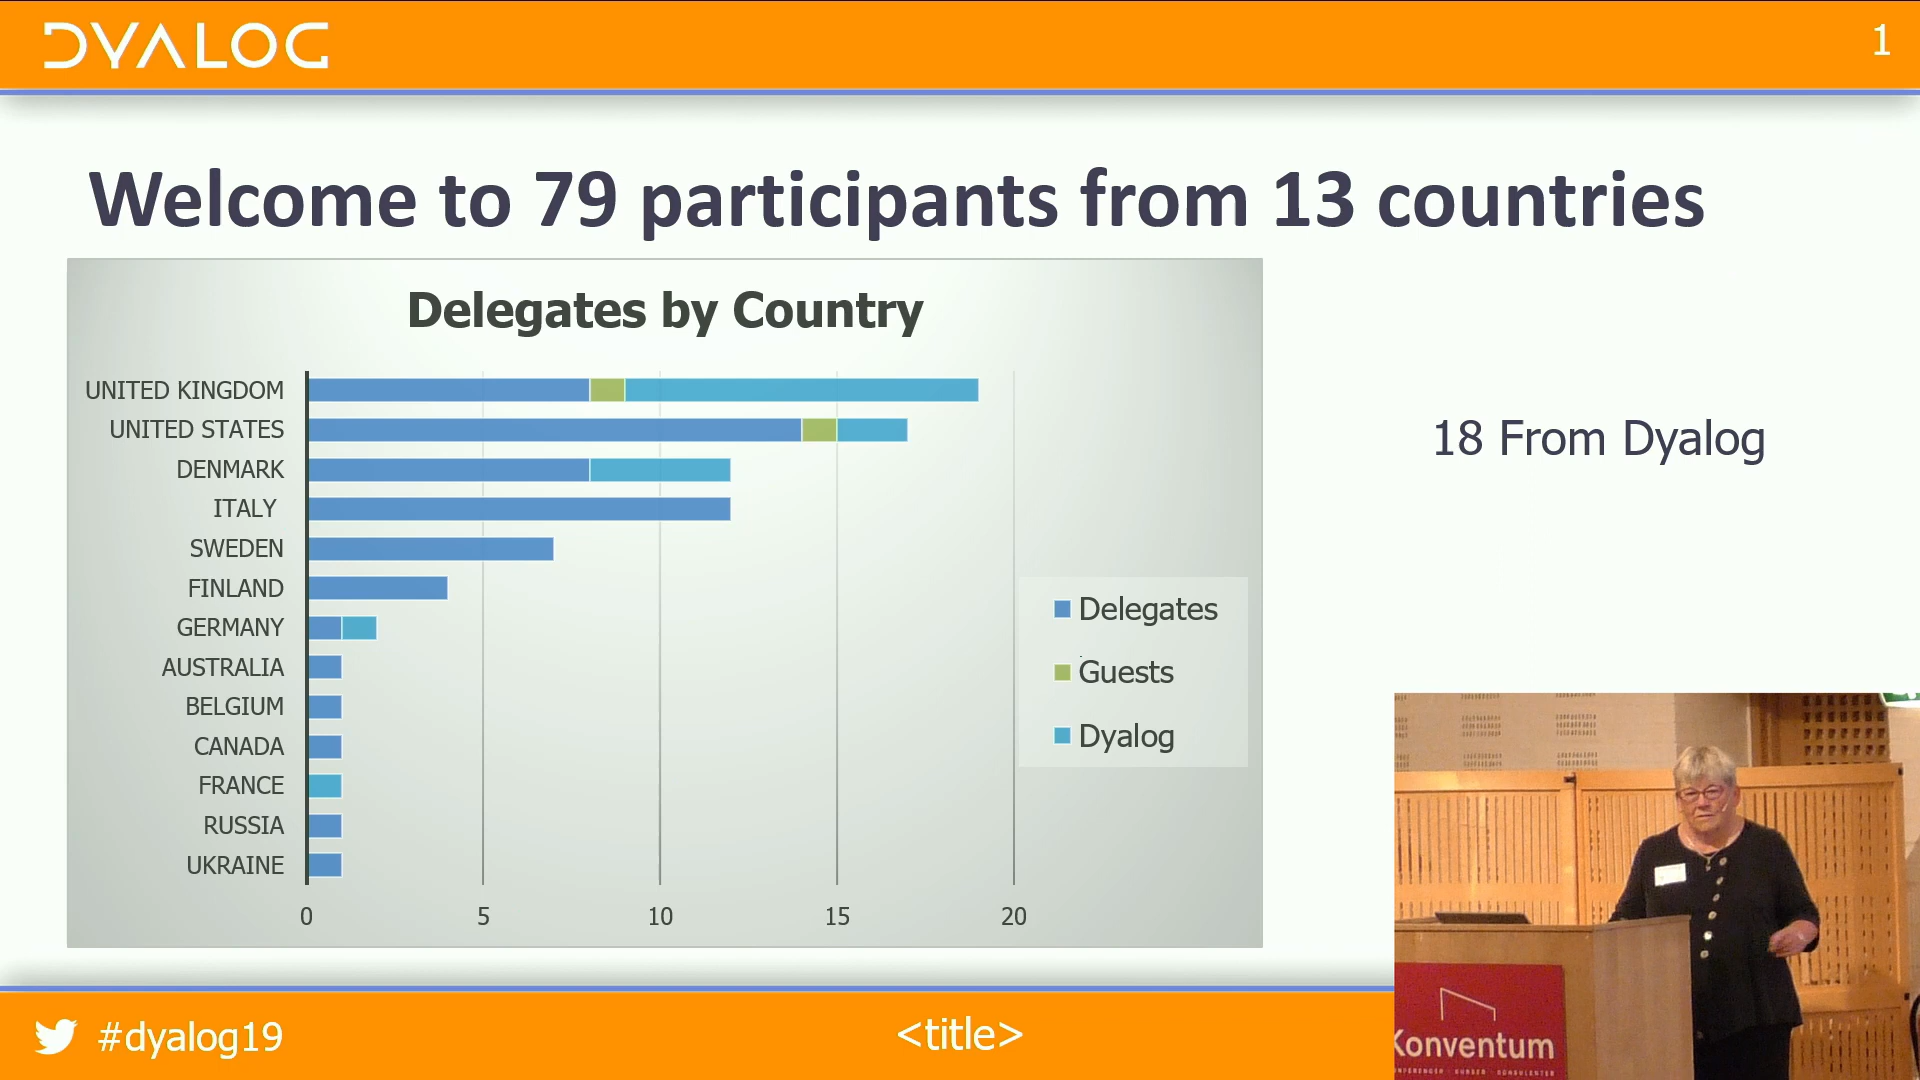 DYALOG
1
Welcome to 79 participants from 13 countries
Delegates by Country
UNITED KINGDOM
UNITED STATES
DENMARK
ITALY
SWEDEN
FINLAND
GERMANY
AUSTRALIA
BELGIUM
CANADA
FRANCE
RUSSIA
UKRAINE
0 5 10 15 20
Delegates
Guests
Dyalog
18 From Dyalog
#dyalog19
<title>
Konventum